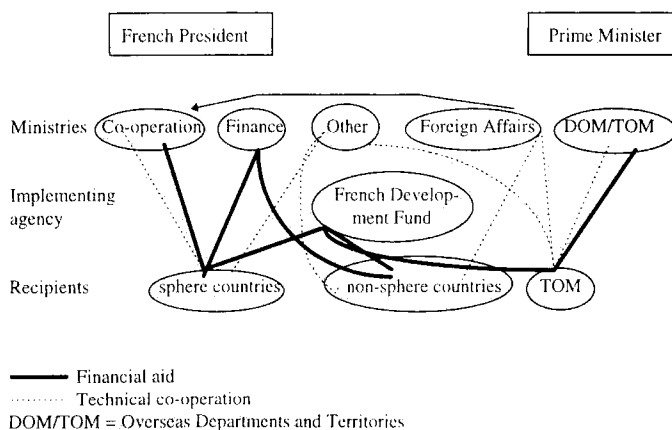 French President
Prime Minister
Ministries
Co-operation
Finance
Other
Foreign Affairs
DOM/TOM
Implementing
agency
French Develop-
ment Fund
Recipients
sphere countries
non-sphere countries
TOM
Financial aid
Technical co-operation
DOM/TOM = Overseas Departments and Territories